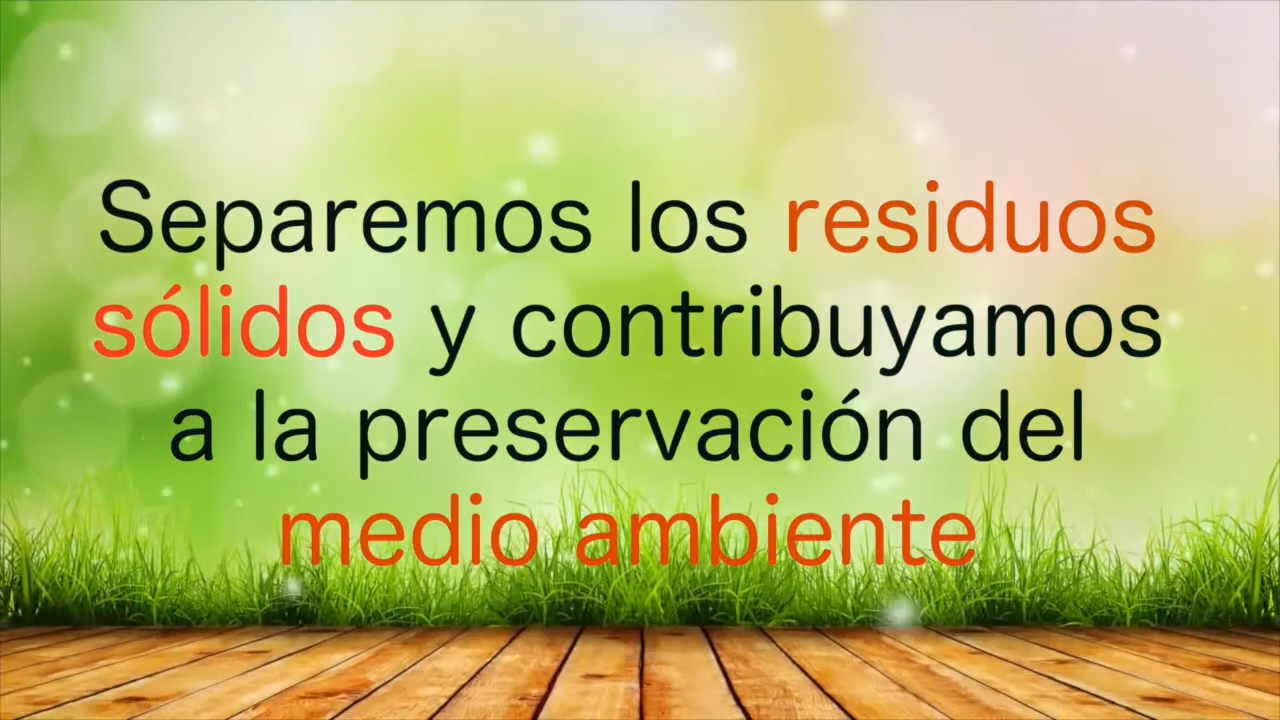 Separemos los residuos
sólidos y contribuyamos
a la preservación del
medio ambiente